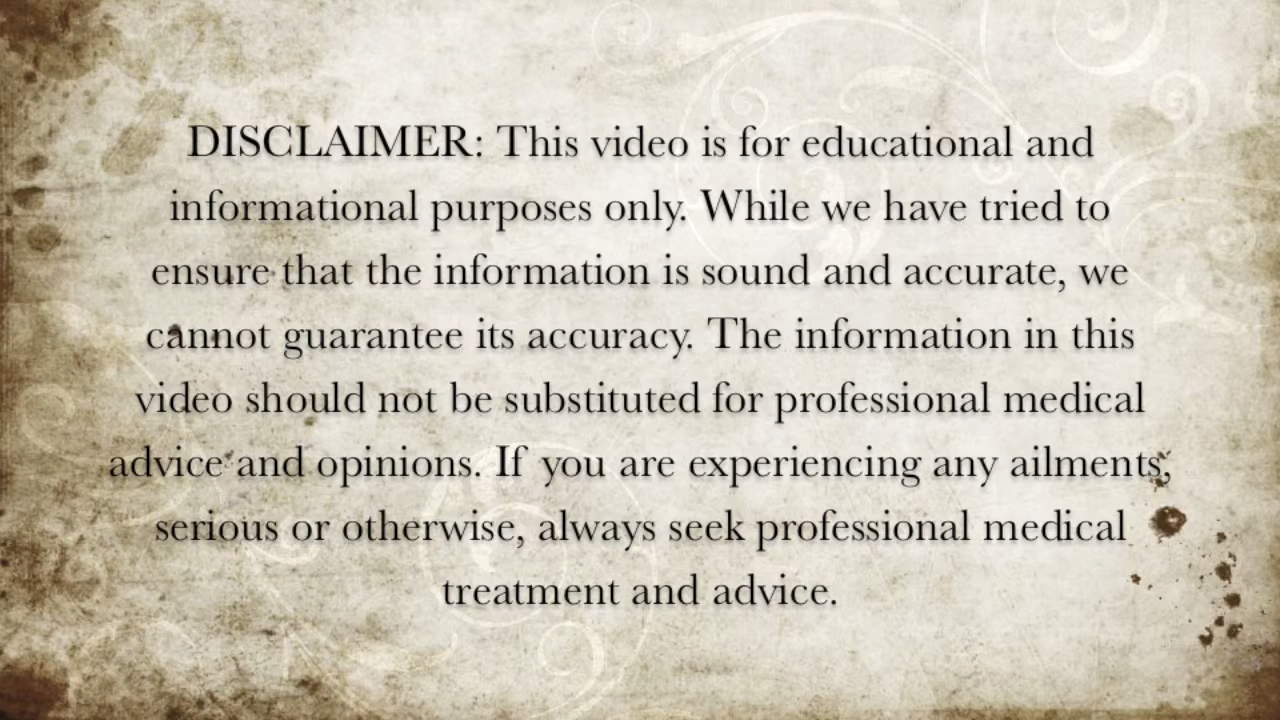 DISCLAIMER: This video is for educational and
informational purposes only. While we have tried to
ensure that the information is sound and accurate, we
cannot guarantee its accuracy. The information in this
video should not be substituted for professional medical
advice and opinions. If you are experiencing any ailments,
serious or otherwise, always seek professional medical
treatment and advice.